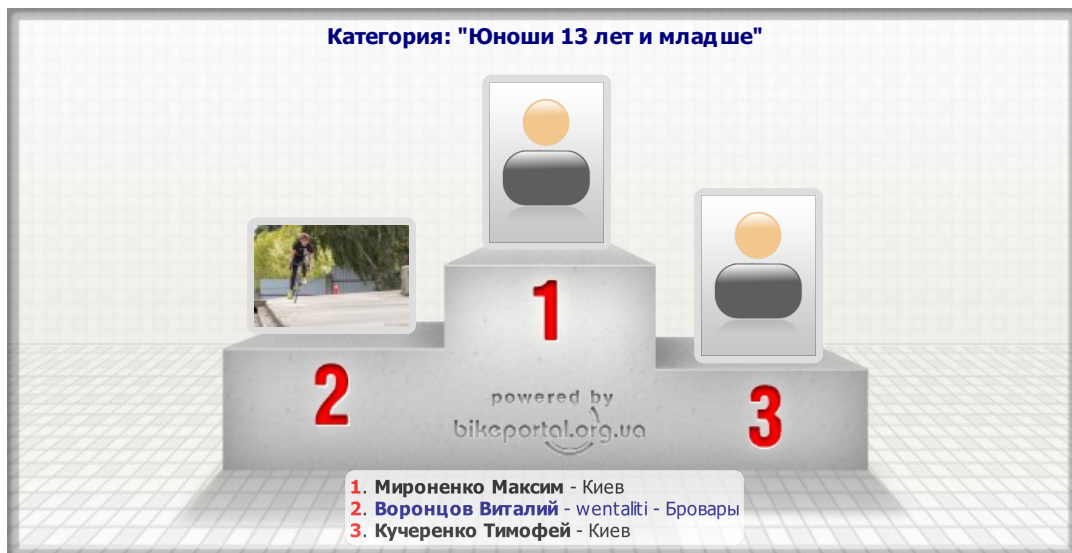 Категория: "Юноши 13 лет и младше"
1
2
3
powered by
bikeportal.org.ua
1. Мироненко Максим - Киев
2. Воронцов Виталий - wentaliti - Бровары
3. Кучеренко Тимофей - Киев